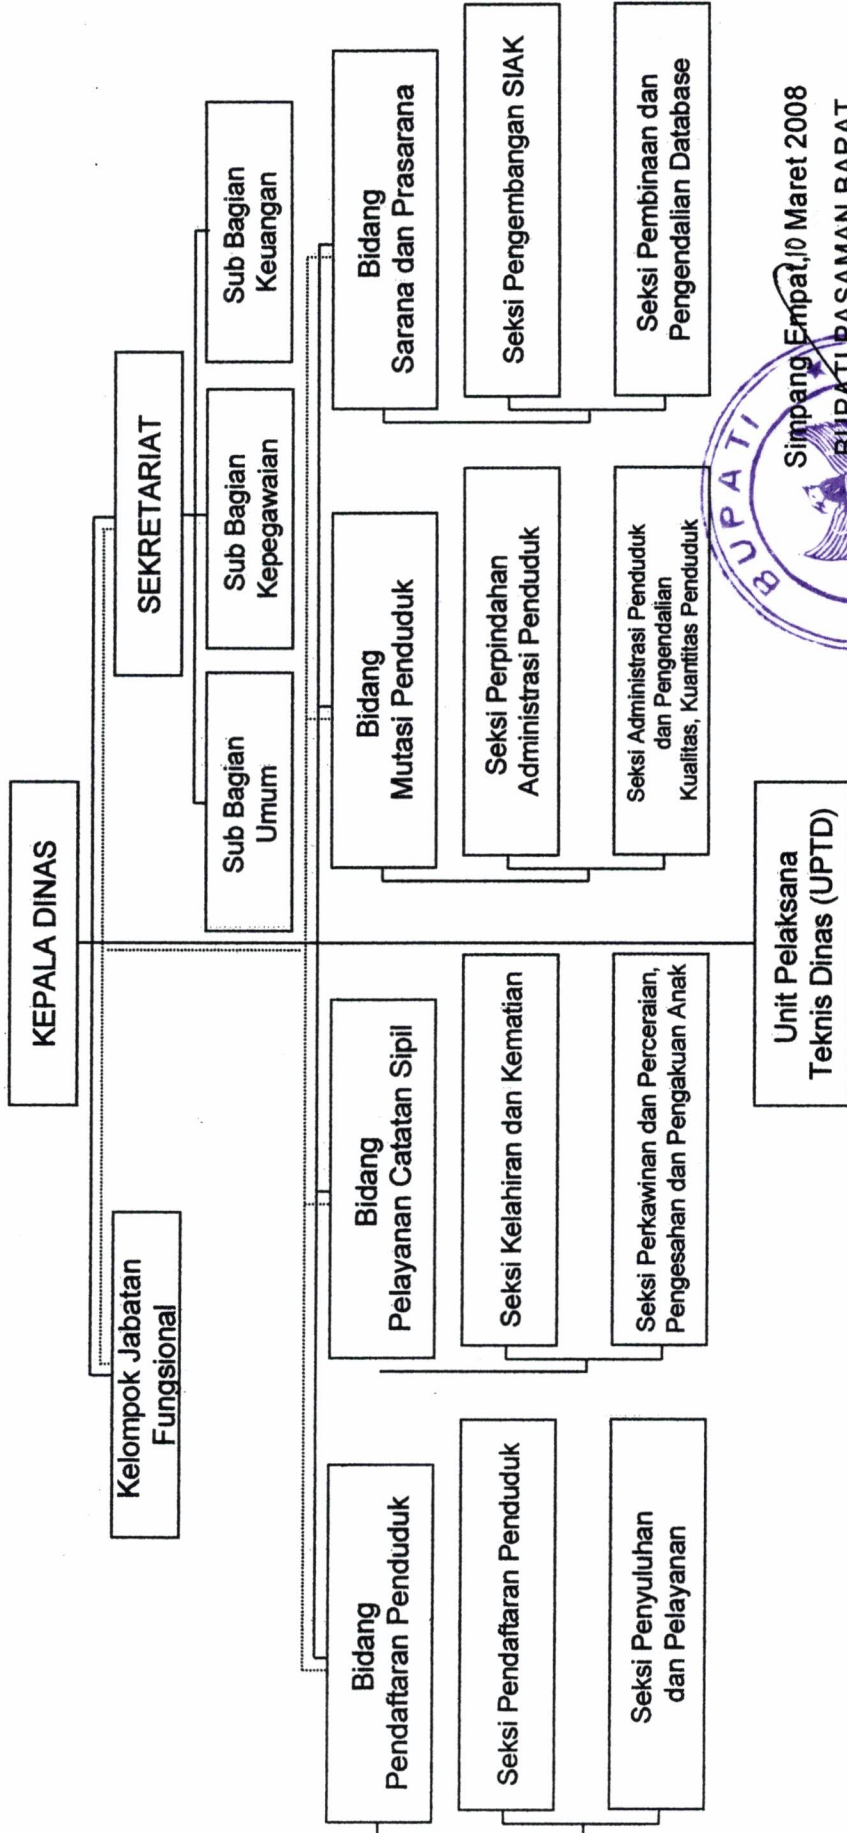 KEPALA DINAS
Kelompok Jabatan
Fungsional
SEKRETARIAT
Sub Bagian
Umum
Sub Bagian
Kepegawaian
Sub Bagian
Keuangan
Bidang
Pendaftaran Penduduk
Bidang
Pelayanan Catatan Sipil
Bidang
Mutasi Penduduk
Bidang
Sarana dan Prasarana
Seksi Pendaftaran Penduduk
Seksi Kelahiran dan Kematian
Seksi Perpindahan
Administrasi Penduduk
Seksi Pengembangan SIAK
Seksi Penyuluhan
dan Pelayanan
Seksi Perkawinan dan Perceraian,
Pengesahan dan Pengakuan Anak
Seksi Administrasi Penduduk
dan Pengendalian
Kualitas, Kuantitas Penduduk
Seksi Pembinaan dan
Pengendalian Database
Unit Pelaksana
Teknis Dinas (UPTD)
Simpang Empat, 10 Maret 2008
BUPATI PASAMAN BARAT
BUPATI